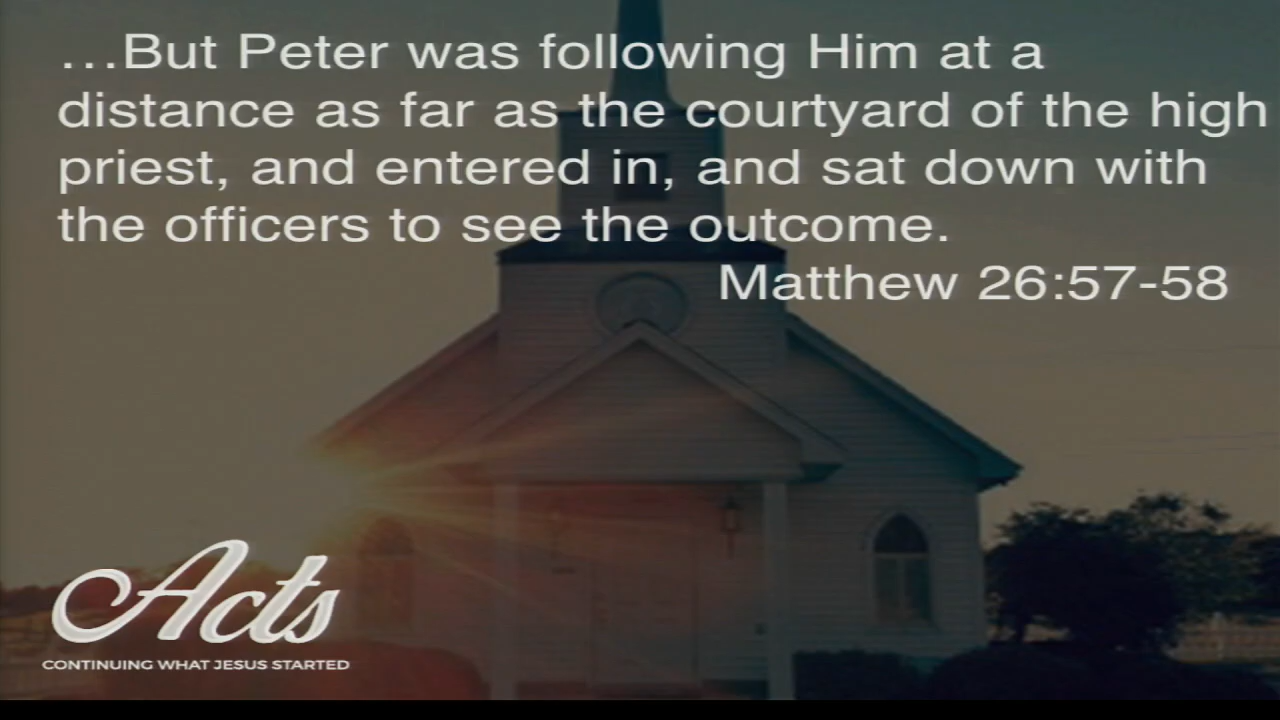 …But Peter was following Him at a
distance as far as the courtyard of the high
priest, and entered in, and sat down with
the officers to see the outcome.
Matthew 26:57-58
Acts
CONTINUING WHAT JESUS STARTED